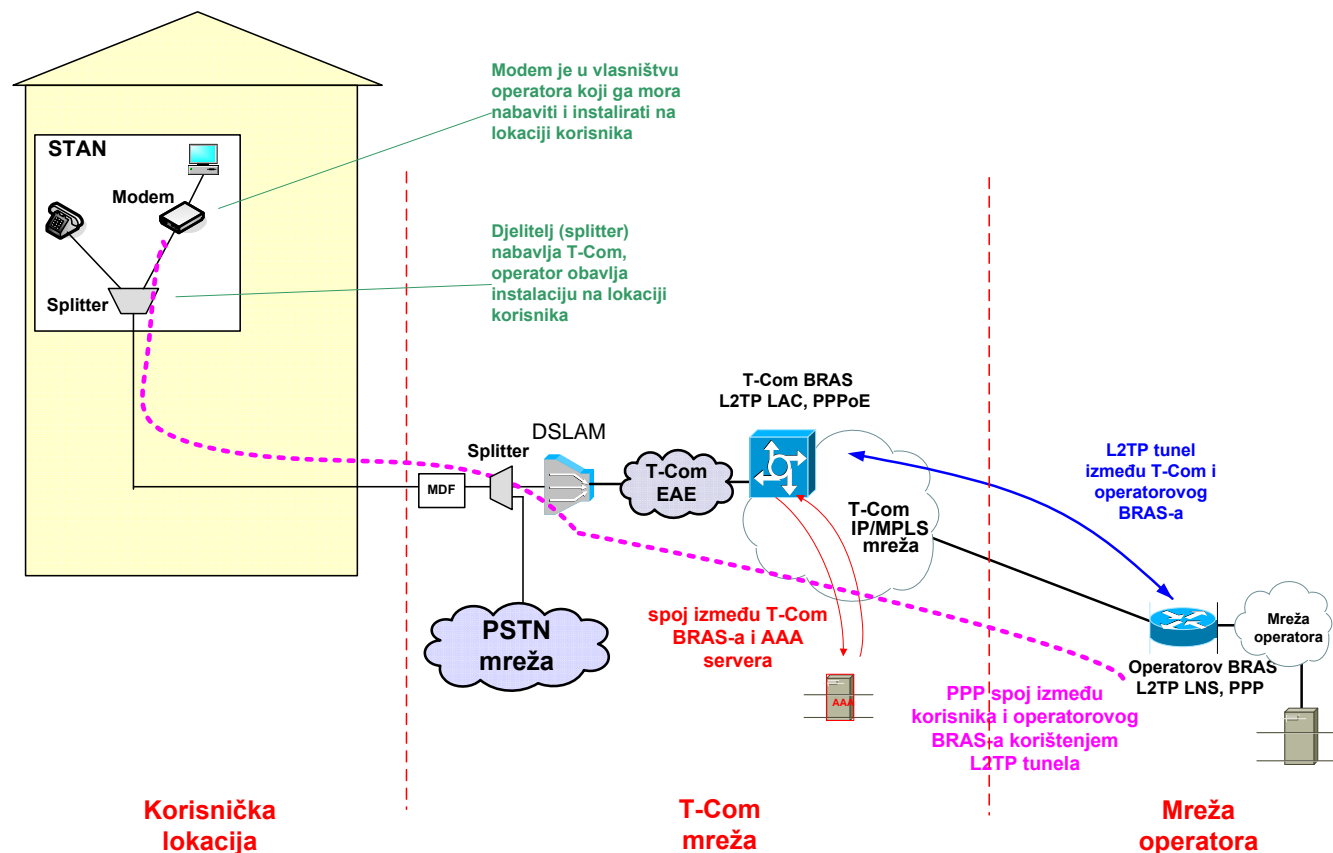 Modem je u vlasništvu
operatora koji ga mora
nabaviti i instalirati na
lokaciji korisnika
STAN
Modem
Djelitelj (splitter)
nabavlja T-Com,
operator obavlja
instalaciju na lokaciji
korisnika
Splitter
T-Com BRAS
L2TP LAC, PPPoE
DSLAM
Splitter
MDF
T-Com
EAE
T-Com
IP/MPLS
mreža
L2TP tunel
između T-Com i
operatorovog
BRAS-a
PSTN
mreža
spoj između T-Com
BRAS-a i AAA
servera
AAA
Mreža
operatora
Operatorov BRAS
L2TP LNS, PPP
PPP spoj između
korisnika i operatorovog
BRAS-a korištenjem
L2TP tunela
Korisnička
lokacija
T-Com
mreža
Mreža
operatora